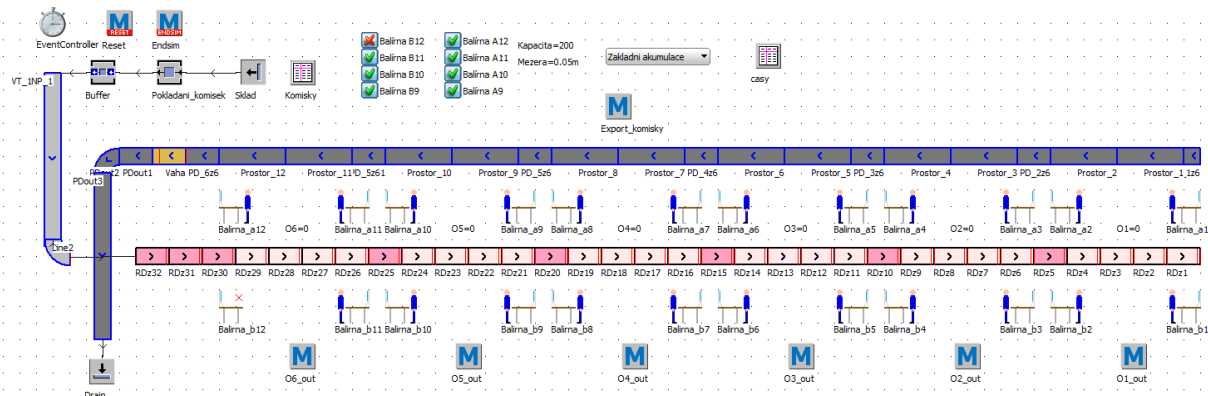 RESET
ENDSIM
EventController Reset Endsim
Balírna B12 Balírna A12
Balírna B11 Balírna A11
Balírna B10 Balírna A10
Balírna B9 Balírna A9
Kapacita=200
Mezera=0.05m
Zakladni akumulace
casy
VT_1NP_1
Buffer Pokladani_komisek Sklad Komisky
M
Export_komisky
PDout2 PDout1 Vaha PD_6z6 Prostor_12 Prostor_11 PD_5z61 Prostor_10 Prostor_9 PD_5z6 Prostor_8 Prostor_7 PD_4z6 Prostor_6 Prostor_5 PD_3z6 Prostor_4 Prostor_3 PD_2z6 Prostor_2 Prostor_1
PDout3
Balirna_a12 O6=0 Balirna_a11 Balirna_a10 O5=0 Balirna_a9 Balirna_a8 O4=0 Balirna_a7 Balirna_a6 O3=0 Balirna_a5 Balirna_a4 O2=0 Balirna_a3 Balirna_a2 O1=0 Balirna_a1
Line2
RDz32 RDz31 RDz30 RDz29 RDz28 RDz27 RDz26 RDz25 RDz24 RDz23 RDz22 RDz21 RDz20 RDz19 RDz18 RDz17 RDz16 RDz15 RDz14 RDz13 RDz12 RDz11 RDz10 RDz9 RDz8 RDz7 RDz6 RDz5 RDz4 RDz3 RDz2 RDz1
Balirna_b12 Balirna_b11 Balirna_b10 Balirna_b9 Balirna_b8 Balirna_b7 Balirna_b6 Balirna_b5 Balirna_b4 Balirna_b3 Balirna_b2 Balirna_b1
M M M M M M
O6_out O5_out O4_out O3_out O2_out O1_out
Drain